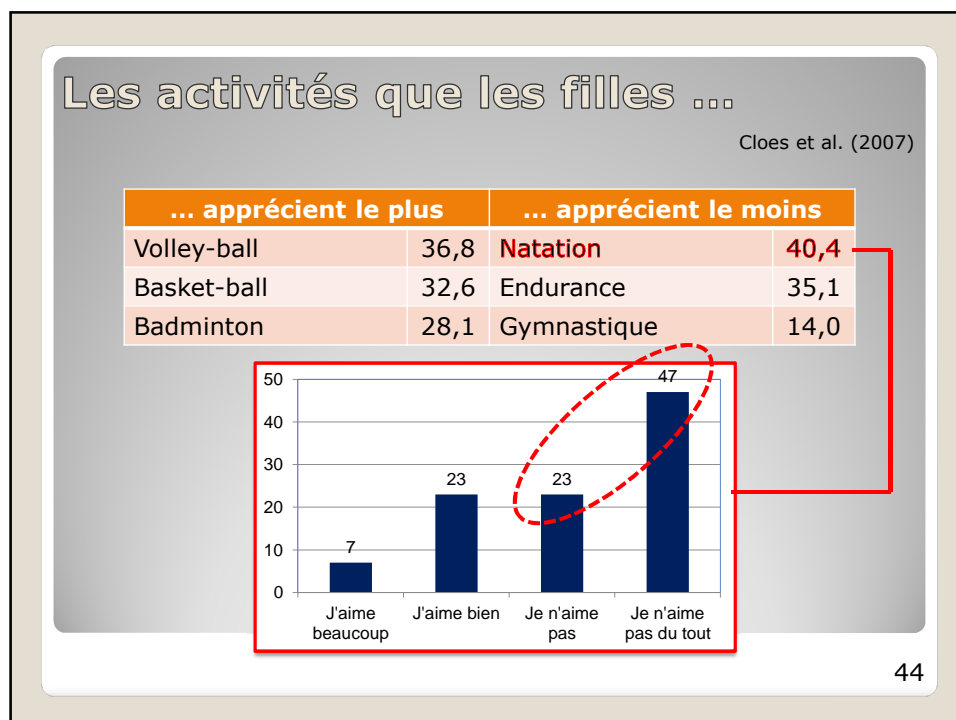 Les activités que les filles ...
Cloes et al. (2007)
... apprécient le plus ... apprécient le moins
Volley-ball 36,8 Natation 40,4
Basket-ball 32,6 Endurance 35,1
Badminton 28,1 Gymnastique 14,0
50
40
30
20
10
0
7
23
23
47
J'aime beaucoup
J'aime bien
Je n'aime pas
Je n'aime pas du tout
44